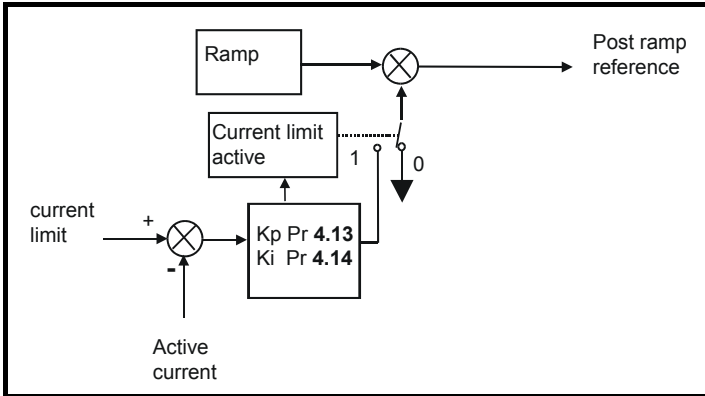 Ramp
Post ramp
reference
Current limit
active
1
0
current
limit
+
-
Kp Pr 4.13
Ki Pr 4.14
Active
current